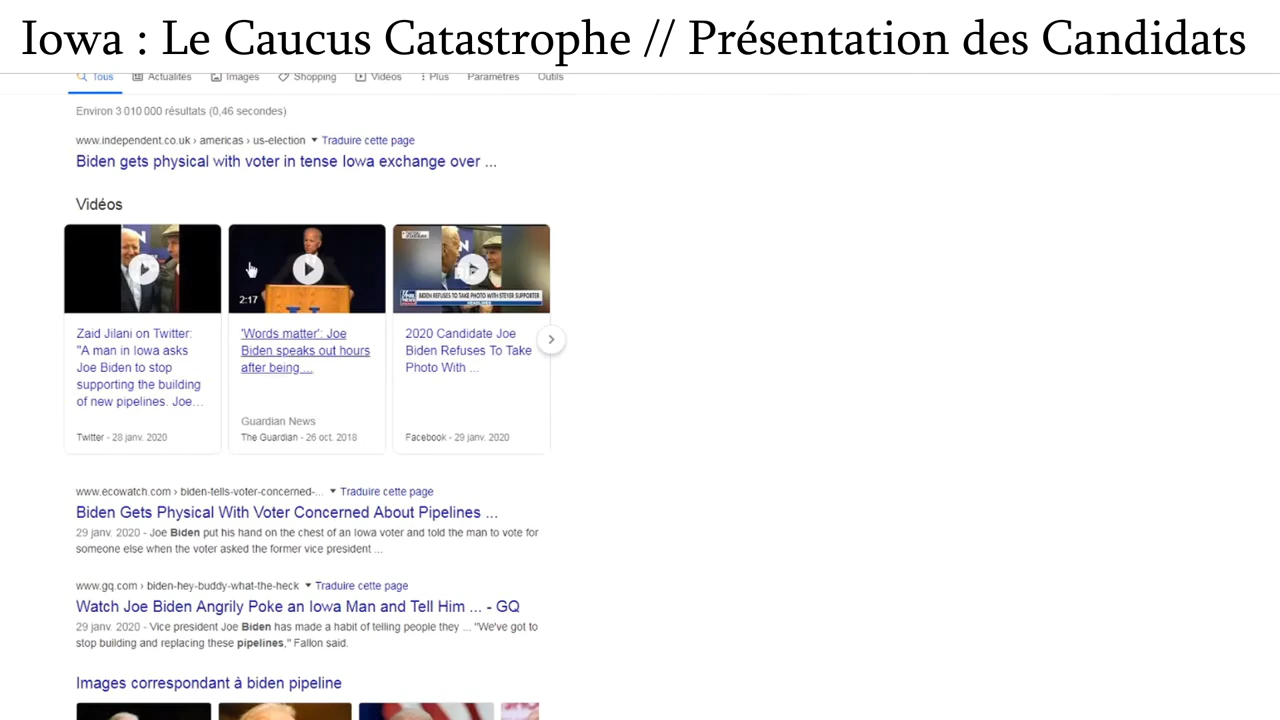 Iowa : Le Caucus Catastrophe // Présentation des Candidats
Tous Actualités Images Shopping Vidéos Plus Paramètres Outils
Environ 3 010 000 résultats (0,46 secondes)
www.independent.co.uk › americas › us-election Traduire cette page
Biden gets physical with voter in tense Iowa exchange over ...
Vidéos
2:17
BIDEN REFUSES TO TAKE PHOTO WITH STEYER SUPPORTER
Zaid Jilani on Twitter:
"A man in Iowa asks
Joe Biden to stop
supporting the building
of new pipelines. Joe…
Twitter - 28 janv. 2020
'Words matter': Joe
Biden speaks out hours
after being ...
Guardian News
The Guardian - 26 oct. 2018
2020 Candidate Joe
Biden Refuses To Take
Photo With ...
Facebook - 29 janv. 2020
www.ecowatch.com › biden-tells-voter-concerned-... Traduire cette page
Biden Gets Physical With Voter Concerned About Pipelines ...
29 janv. 2020 - Joe Biden put his hand on the chest of an Iowa voter and told the man to vote for
someone else when the voter asked the former vice president ...
www.gq.com › biden-hey-buddy-what-the-heck Traduire cette page
Watch Joe Biden Angrily Poke an Iowa Man and Tell Him ... - GQ
29 janv. 2020 - Vice president Joe Biden has made a habit of telling people they ... "We've got to
stop building and replacing these pipelines," Fallon said.
Images correspondant à biden pipeline